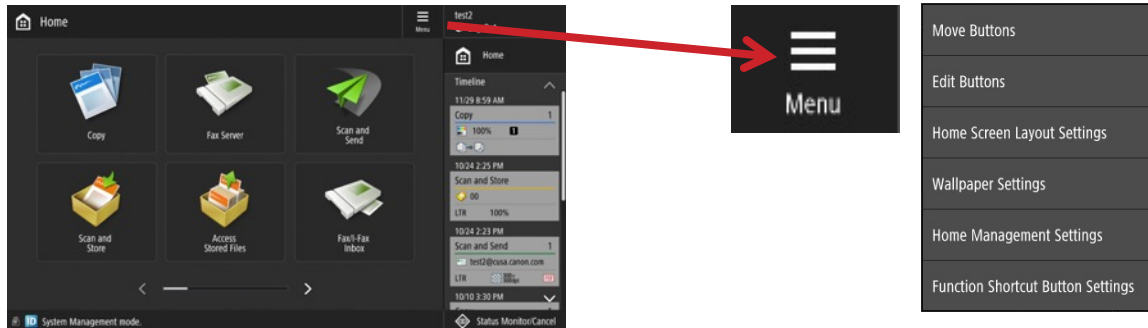 Home
Menu
test2
Copy
Fax Server
Scan and
Send
Scan and
Store
Access
Stored Files
Fax/I-Fax
Inbox
ID System Management mode.
Home
Timeline
11/29 8:59 AM
Copy 1
100% 1
10/24 2:25 PM
Scan and Store
00
LTR 100%
10/24 2:23 PM
Scan and Send 1
test2@cusa.canon.com
LTR
10/10 3:30 PM
Status Monitor/Cancel
Menu
Move Buttons
Edit Buttons
Home Screen Layout Settings
Wallpaper Settings
Home Management Settings
Function Shortcut Button Settings